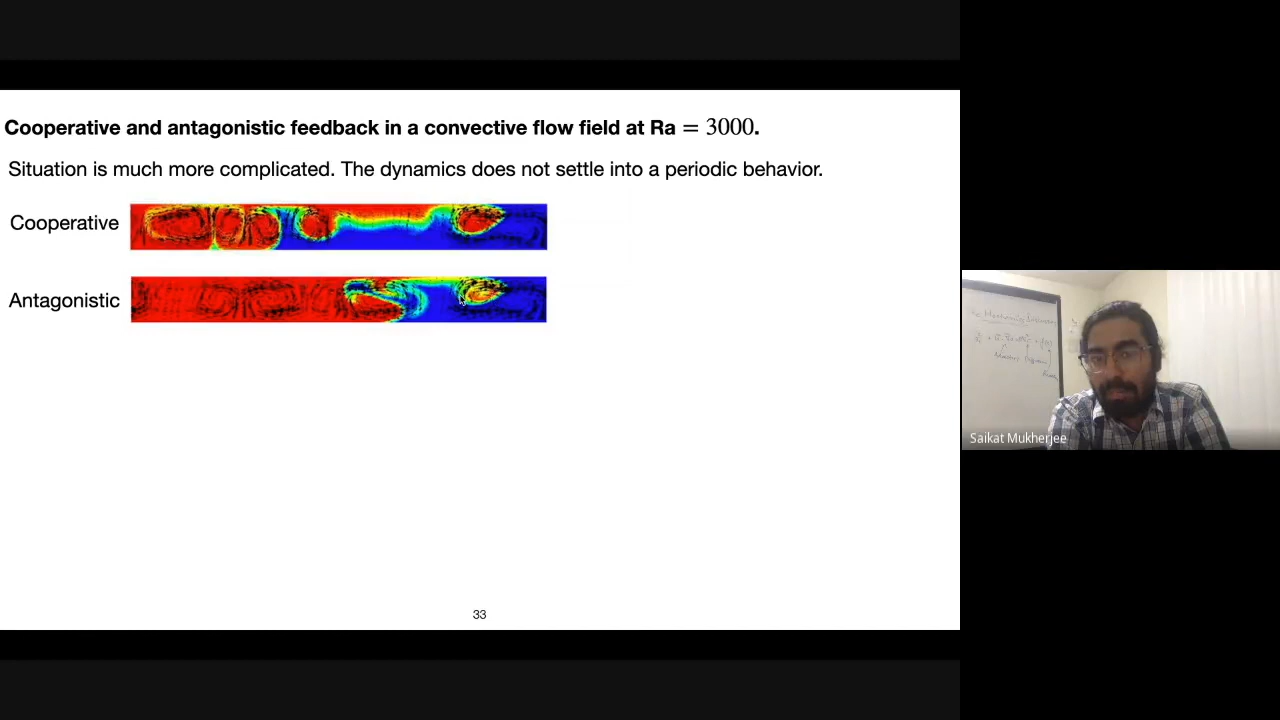 Cooperative and antagonistic feedback in a convective flow field at Ra = 3000.
Situation is much more complicated. The dynamics does not settle into a periodic behavior.
Cooperative
Antagonistic
33
Saikat Mukherjee